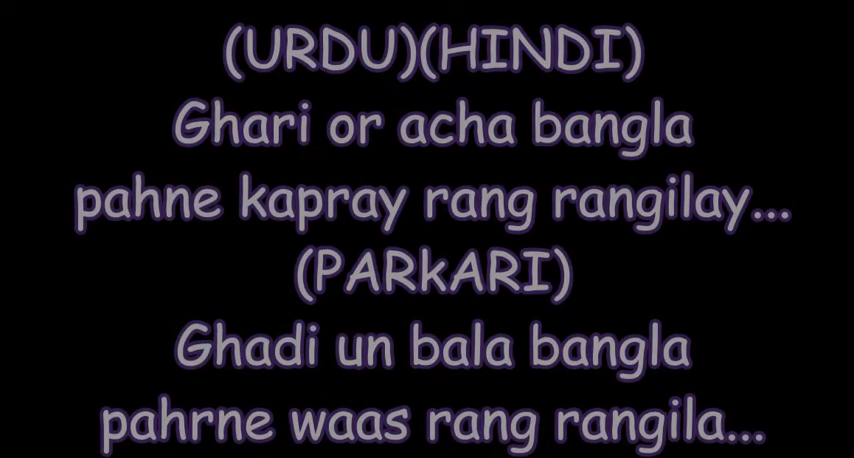 (URDU)(HINDI)
Ghari or acha bangla
pahne kapray rang rangilay...
(PARkARI)
Ghadi un bala bangla
pahrne waas rang rangila...